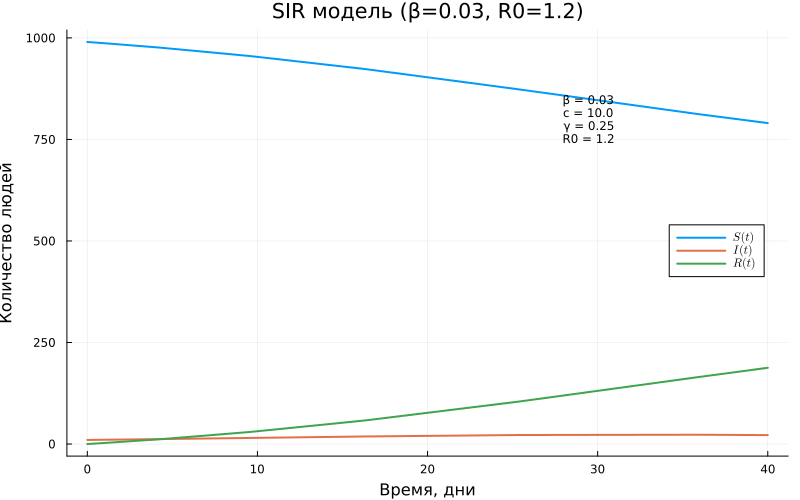 SIR модель (β=0.03, R0=1.2)
Количество людей
1000
750
500
250
0
β = 0.03
c = 10.0
γ = 0.25
R0 = 1.2
S(t)
I(t)
R(t)
0 10 20 30 40
Время, дни